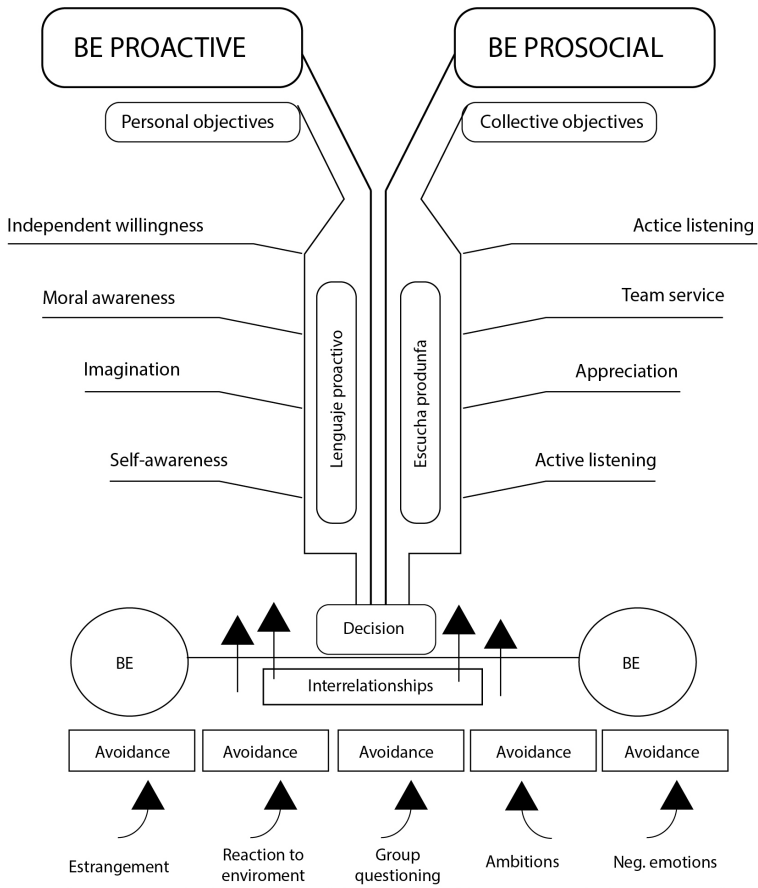 BE PROACTIVE
BE PROSOCIAL
Personal objectives
Collective objectives
Independent willingness
Actice listening
Moral awareness
Team service
Imagination
Appreciation
Self-awareness
Active listening
Lenguaje proactivo
Escucha produnfa
Decision
BE
BE
Interrelationships
Avoidance
Avoidance
Avoidance
Avoidance
Avoidance
Estrangement
Reaction to
enviroment
Group
questioning
Ambitions
Neg. emotions